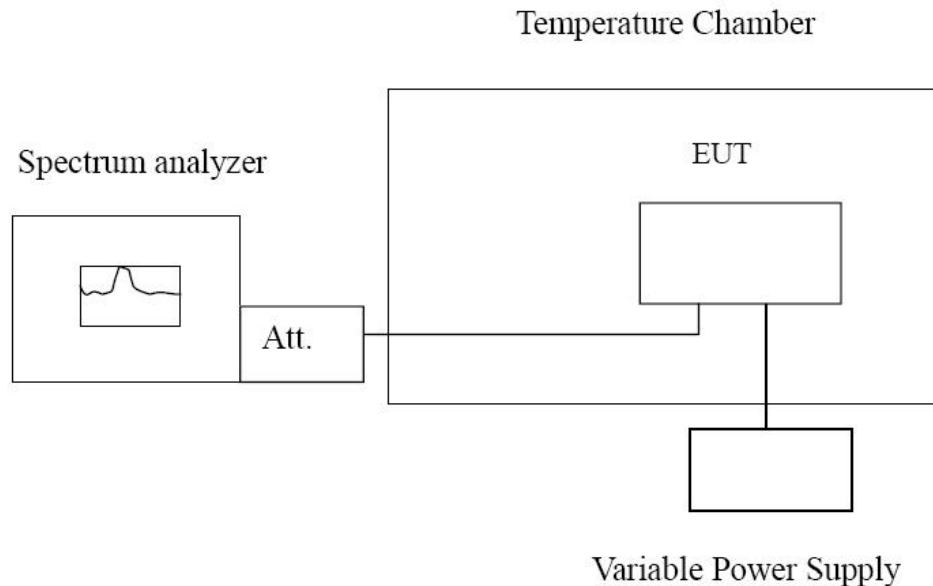 Temperature Chamber
Spectrum analyzer
EUT
Att.
Variable Power Supply